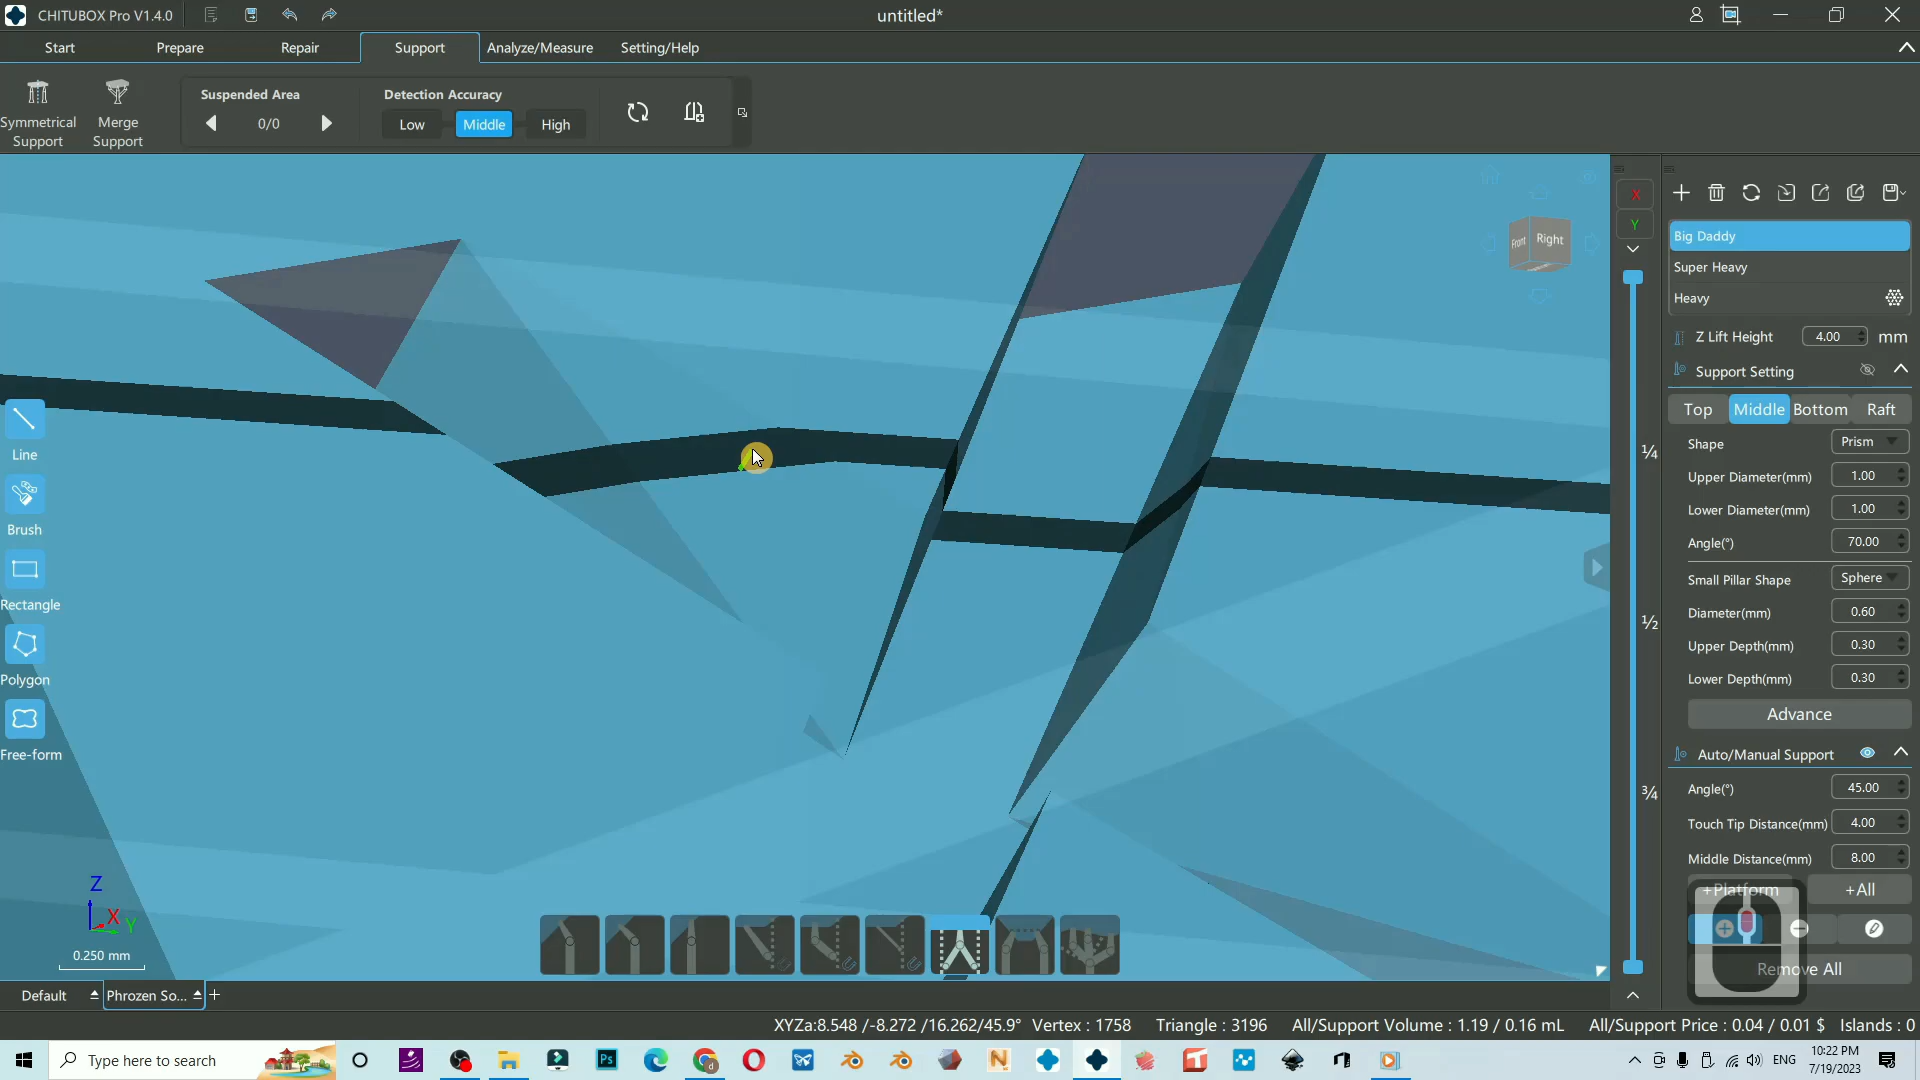 CHITUBOX Pro V1.4.0
untitled*
Start
Prepare
Repair
Support
Analyze/Measure
Setting/Help
Symmetrical
Support
Merge
Support
Suspended Area
0/0
Detection Accuracy
Low
Middle
High
Front
Right
X
Y
Big Daddy
Super Heavy
Heavy
Z Lift Height
4.00
mm
Support Setting
Top
Middle
Bottom
Raft
Shape
Prism
Upper Diameter(mm)
1.00
Lower Diameter(mm)
1.00
Angle(°)
70.00
Small Pillar Shape
Sphere
Diameter(mm)
0.60
Upper Depth(mm)
0.30
Lower Depth(mm)
0.30
Advance
Auto/Manual Support
Angle(°)
45.00
Touch Tip Distance(mm)
4.00
Middle Distance(mm)
8.00
+Platform
+All
Remove All
¼
½
¾
Line
Brush
Rectangle
Polygon
Free-form
Z
X
Y
0.250 mm
Default
Phrozen So...
XYZa:8.548 /-8.272 /16.262/45.9° Vertex : 1758 Triangle : 3196 All/Support Volume : 1.19 / 0.16 mL All/Support Price : 0.04 / 0.01 $ Islands : 0
Type here to search
Ps
N
ENG
10:22 PM
7/19/2023